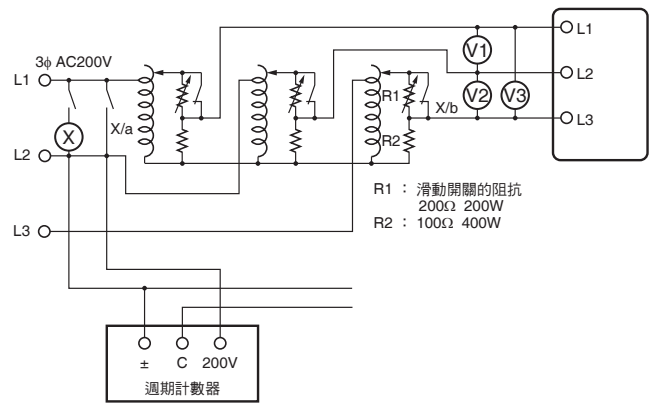 3ϕ AC200V
L1
L2
L3
X
X/a
R1
R2
X/b
V1
V2
V3
L1
L2
L3
R1 : 滑動開關的阻抗
200Ω 200W
R2 : 100Ω 400W
± C 200V
週期計數器